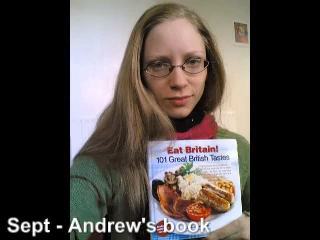 Eat Britain!
101 Great British Tastes
Sept - Andrew's book